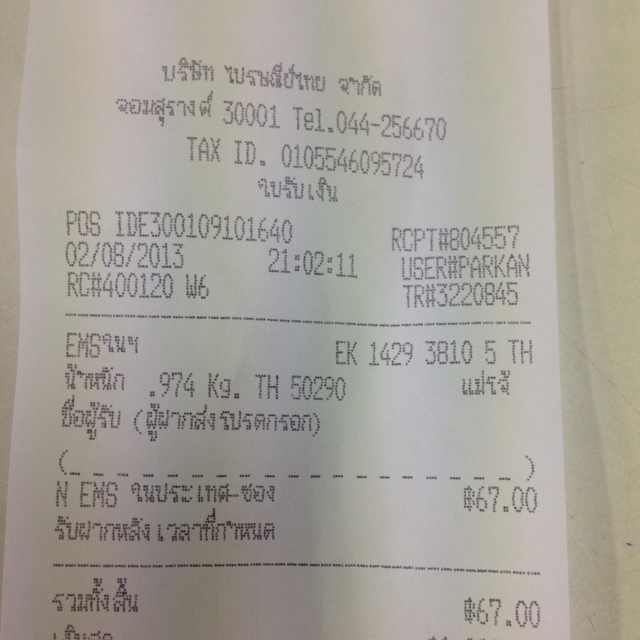 บริษัท ไปรษณีย์ไทย จำกัด
จอมสุรางค์ 30001 Tel.044-256670
TAX ID. 0105546095724
ใบรับเงิน
POS IDE300109101640 RCPT#804557
02/08/2013 21:02:11 USER#PARKAN
RC#400120 W6 TR#3220845
EMSในฯ EK 1429 3810 5 TH
น้ำหนัก .974 Kg. TH 50290 แม่โจ้
ชื่อผู้รับ (ผู้ฝากส่งโปรดกรอก)
(_ _ _ _ _ _ _ _ _ _ _ _ _ _ _ _ _ _ _ _)
N EMS ในประเทศ-ซอง ฿67.00
รับฝากหลังเวลาที่กำหนด
รวมทั้งสิ้น ฿67.00